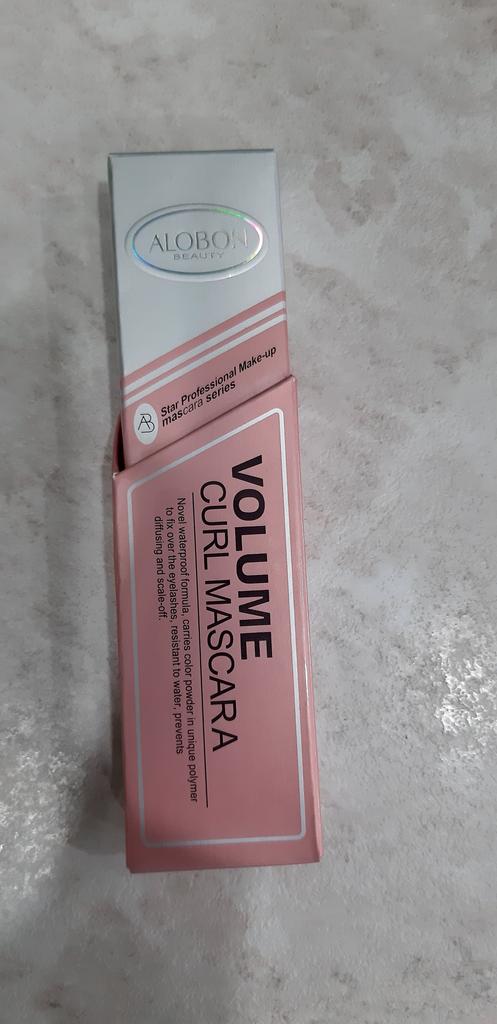 ALOBON
BEAUTY
AB
Star Professional Make-up
mascara series
VOLUME
CURL MASCARA
Novel waterproof formula, carries color powder in unique polymer
to fix over the eyelashes, resistant to water, prevents
diffusing and scale-off.